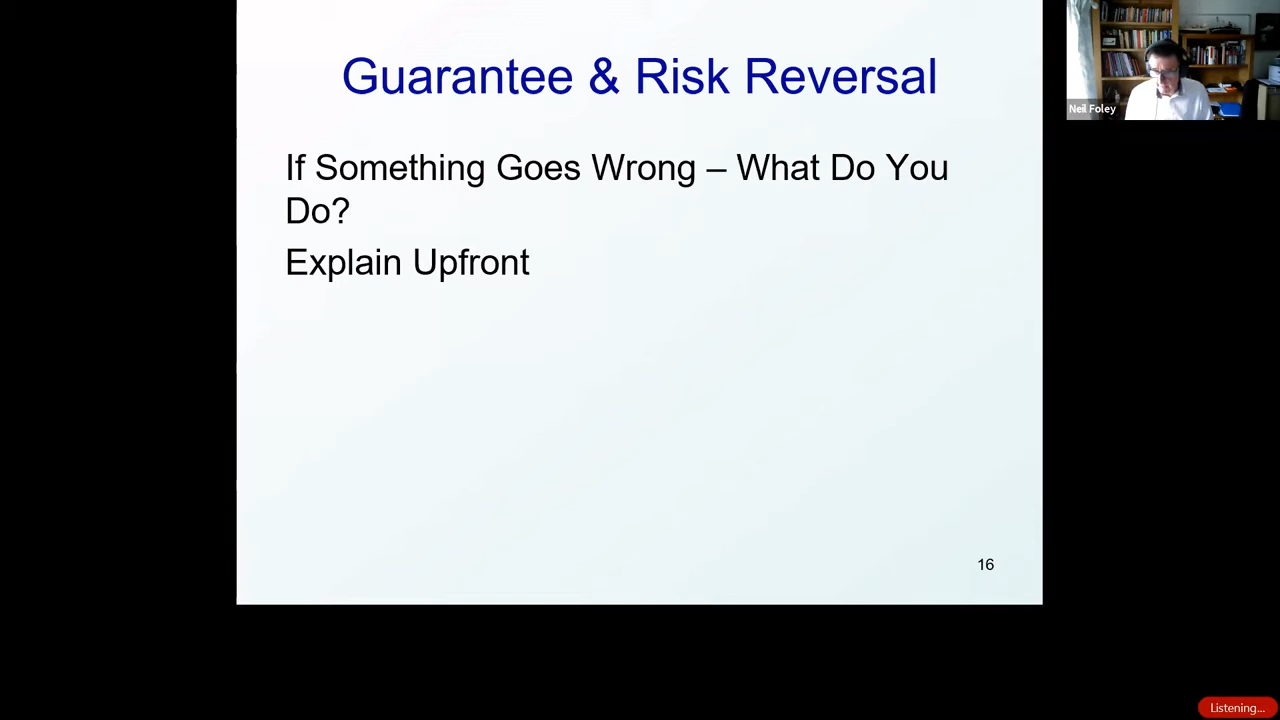 Guarantee & Risk Reversal
Neil Foley
If Something Goes Wrong – What Do You
Do?
Explain Upfront
16
Listening...